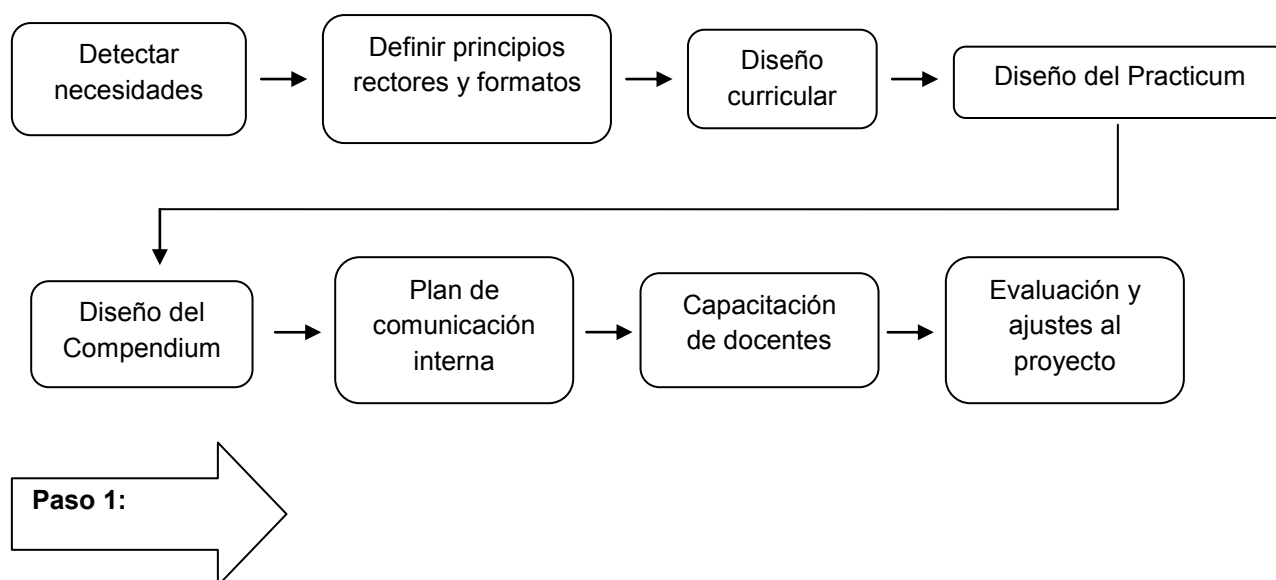 Detectar
necesidades
Definir principios
rectores y formatos
Diseño
curricular
Diseño del Practicum
Diseño del
Compendium
Plan de
comunicación
interna
Capacitación
de docentes
Evaluación y
ajustes al
proyecto
Paso 1: